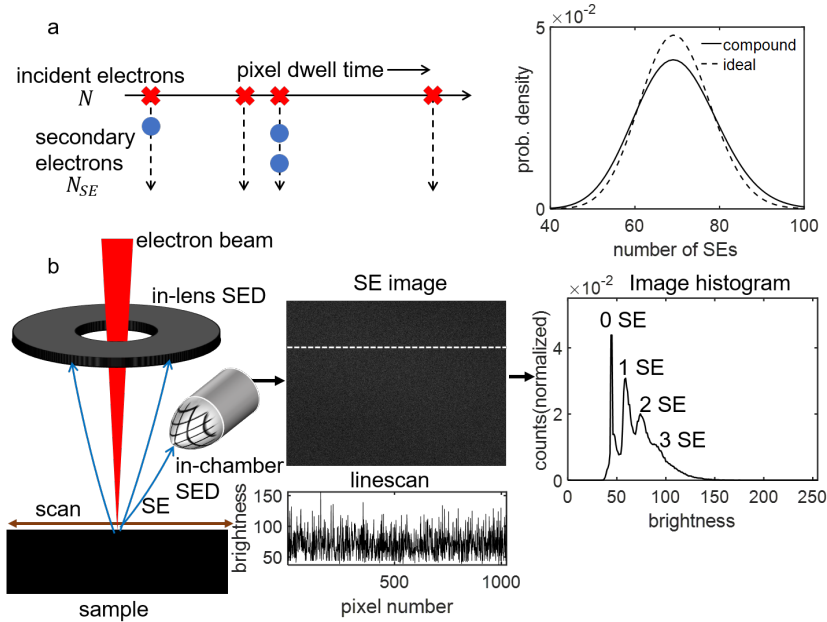 a
incident electrons
N
pixel dwell time
secondary
electrons
N_SE
5 ×10⁻²
prob. density
0
compound
ideal
40 60 80 100
number of SEs
b
electron beam
in-lens SED
in-chamber
SED
SE
scan
sample
SE image
linescan
brightness
150
100
50
500 1000
pixel number
Image histogram
×10⁻²
counts(normalized)
4
2
0
0 SE
1 SE
2 SE
3 SE
0 50 100 150 200 250
brightness